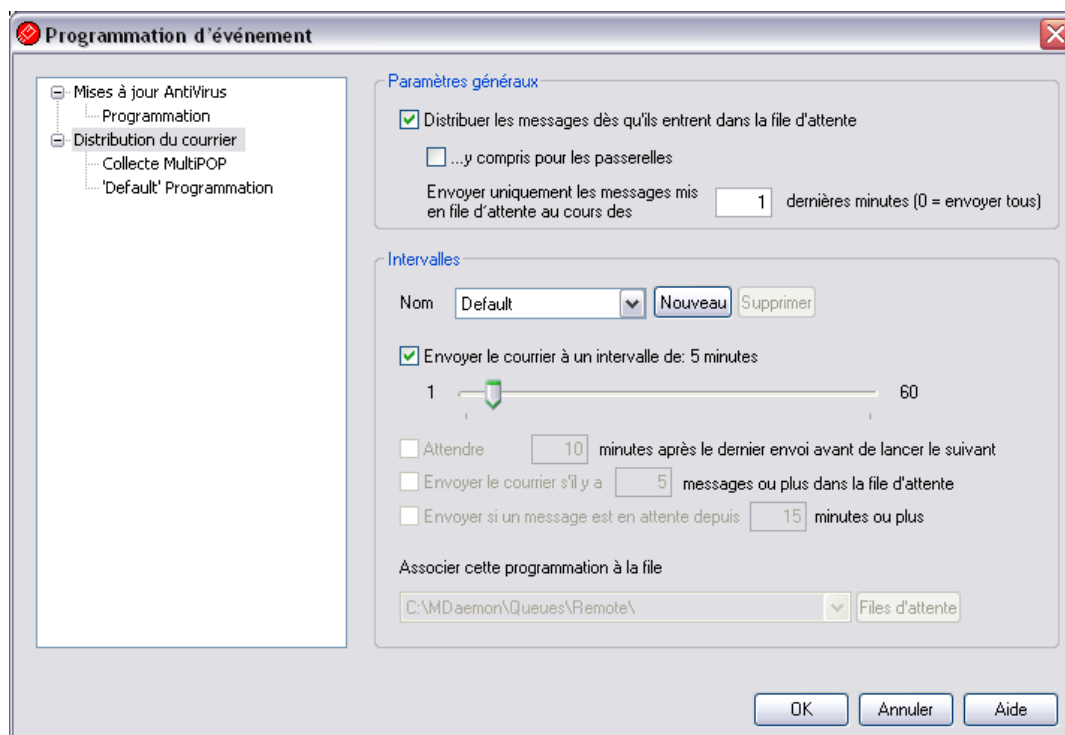 Programmation d'événement
Mises à jour AntiVirus
Programmation
Distribution du courrier
Collecte MultiPOP
'Default' Programmation
Paramètres généraux
Distribuer les messages dès qu'ils entrent dans la file d'attente
...y compris pour les passerelles
Envoyer uniquement les messages mis
en file d'attente au cours des 1 dernières minutes (0 = envoyer tous)
Intervalles
Nom Default Nouveau Supprimer
Envoyer le courrier à un intervalle de: 5 minutes
1 60
Attendre 10 minutes après le dernier envoi avant de lancer le suivant
Envoyer le courrier s'il y a 5 messages ou plus dans la file d'attente
Envoyer si un message est en attente depuis 15 minutes ou plus
Associer cette programmation à la file
C:\MDaemon\Queues\Remote\ Files d'attente
OK Annuler Aide